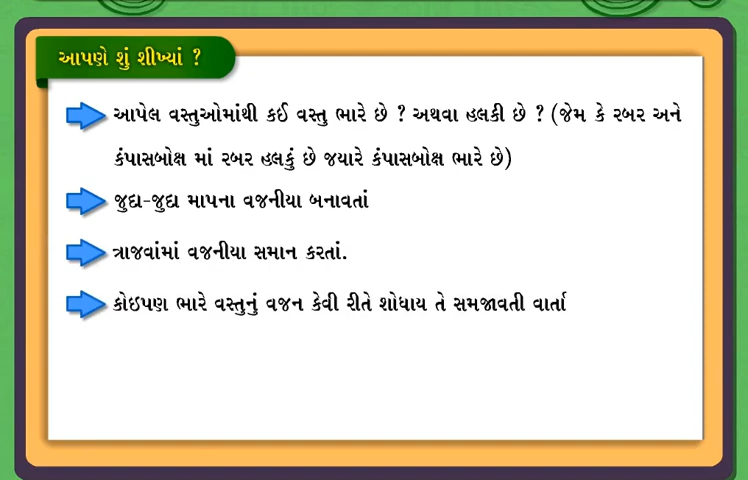 આપણે શું શીખ્યાં ?
આપેલ વસ્તુઓમાંથી કઈ વસ્તુ ભારે છે ? અથવા હલકી છે ? (જેમ કે રબર અને
કંપાસબોક્ષ માં રબર હલકું છે જયારે કંપાસબોક્ષ ભારે છે)
જુદા-જુદા માપના વજનીયા બનાવતાં
ત્રાજવાંમાં વજનીયા સમાન કરતાં.
કોઇપણ ભારે વસ્તુનું વજન કેવી રીતે શોધાય તે સમજાવતી વાર્તા